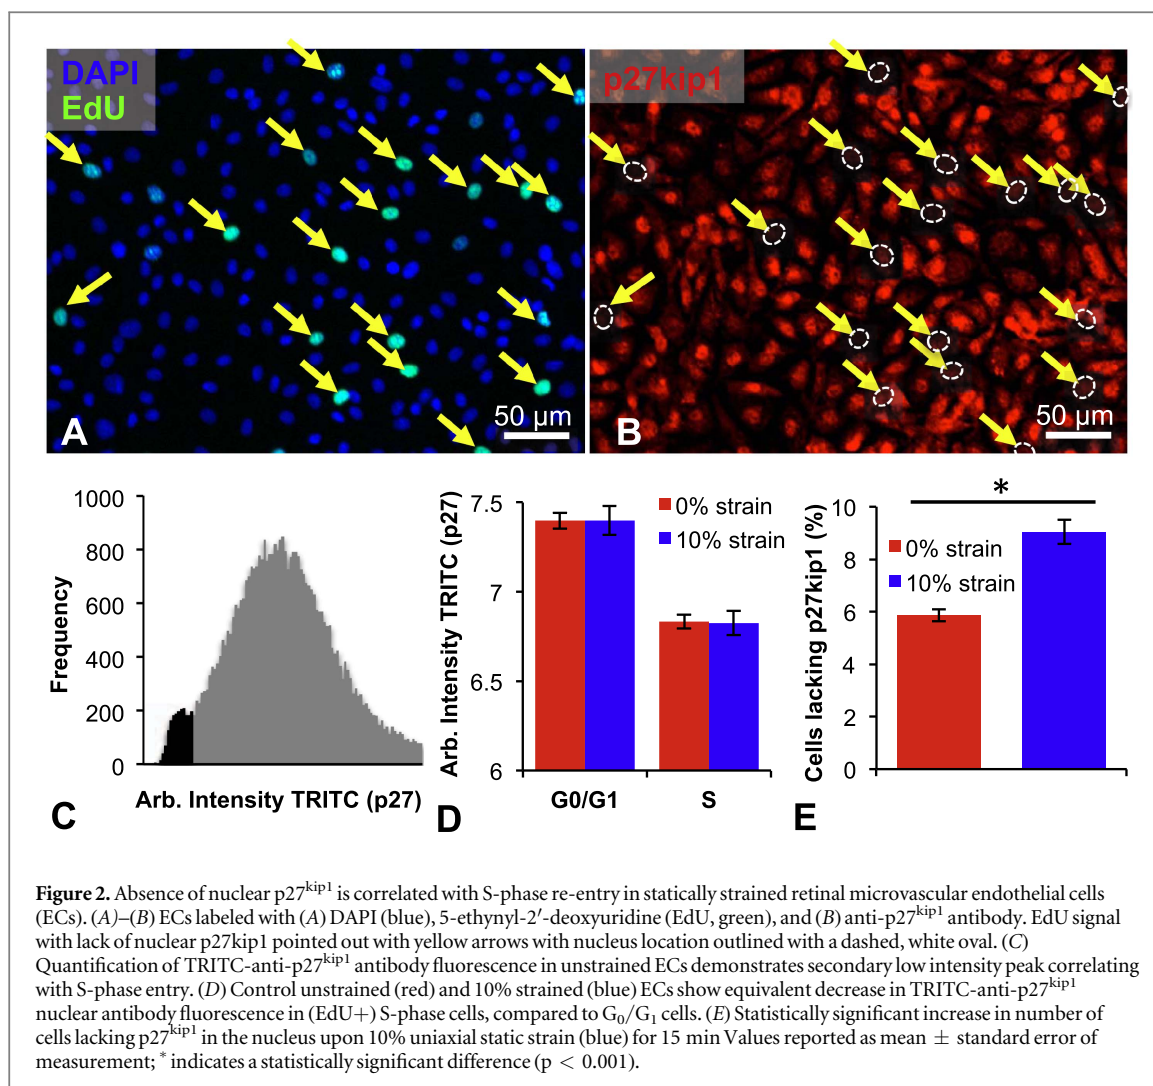 DAPI
EdU
A
50 µm
p27kip1
B
50 µm
1000
800
600
400
200
0
Frequency
Arb. Intensity TRITC (p27)
C
7.5
7
6.5
6
Arb. Intensity TRITC (p27)
0% strain
10% strain
G0/G1 S
D
10
8
6
4
2
0
Cells lacking p27kip1 (%)
0% strain
10% strain
*
E
Figure 2. Absence of nuclear p27kip1 is correlated with S-phase re-entry in statically strained retinal microvascular endothelial cells
(ECs). (A)–(B) ECs labeled with (A) DAPI (blue), 5-ethynyl-2′-deoxyuridine (EdU, green), and (B) anti-p27kip1 antibody. EdU signal
with lack of nuclear p27kip1 pointed out with yellow arrows with nucleus location outlined with a dashed, white oval. (C)
Quantification of TRITC-anti-p27kip1 antibody fluorescence in unstrained ECs demonstrates secondary low intensity peak correlating
with S-phase entry. (D) Control unstrained (red) and 10% strained (blue) ECs show equivalent decrease in TRITC-anti-p27kip1
nuclear antibody fluorescence in (EdU+) S-phase cells, compared to G0/G1 cells. (E) Statistically significant increase in number of
cells lacking p27kip1 in the nucleus upon 10% uniaxial static strain (blue) for 15 min Values reported as mean ± standard error of
measurement; * indicates a statistically significant difference (p < 0.001).